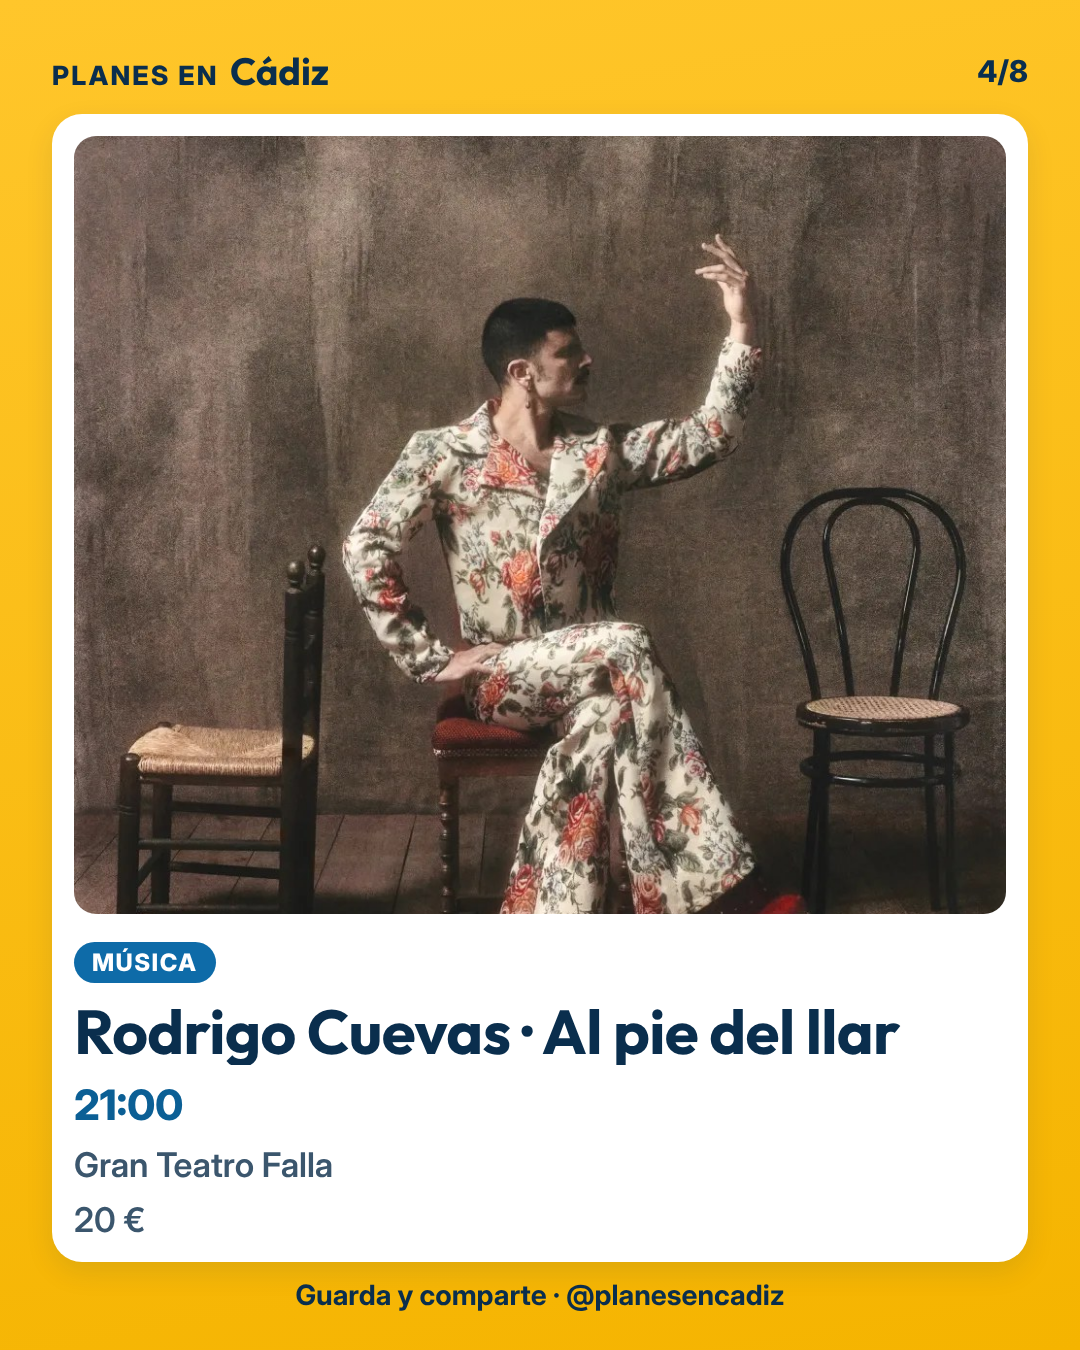 PLANES EN Cádiz
4/8
MÚSICA
Rodrigo Cuevas · Al pie del llar
21:00
Gran Teatro Falla
20 €
Guarda y comparte · @planesencadiz